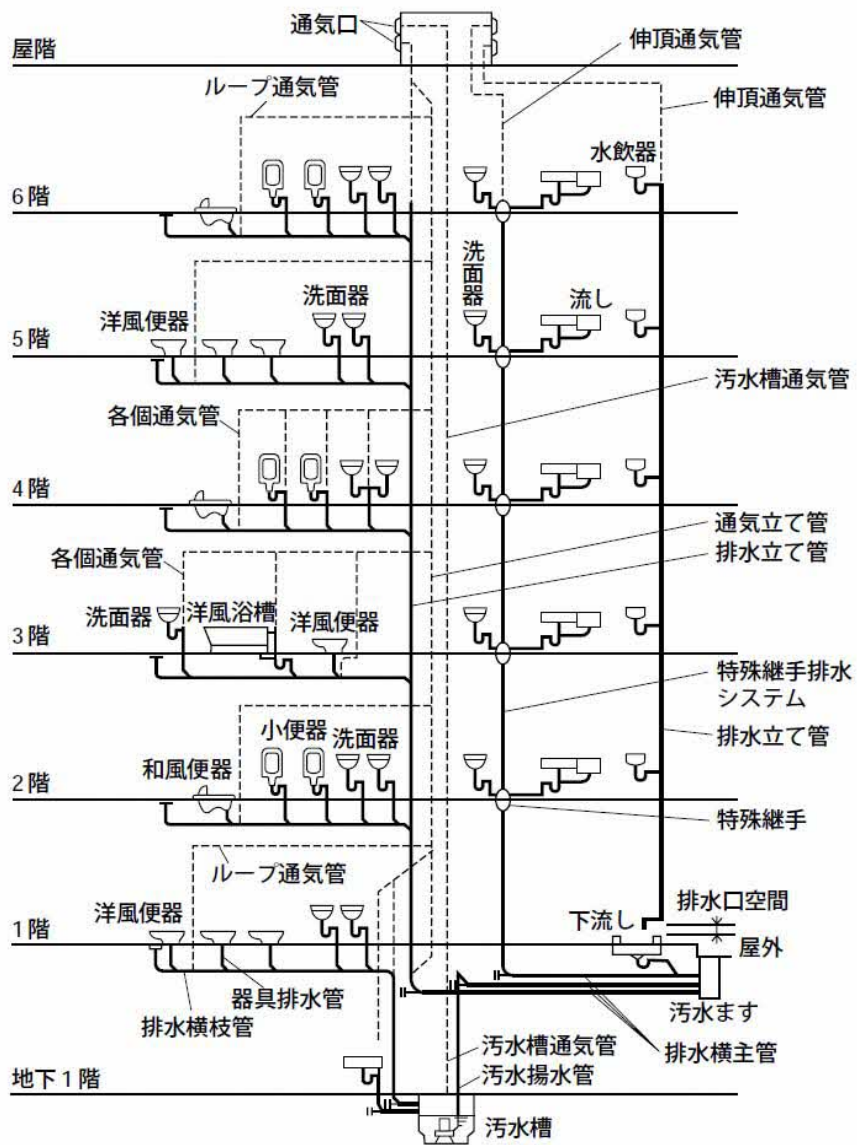 通気口
伸頂通気管
屋階
ループ通気管
伸頂通気管
水飲器
6階
洗面器
洗面器
流し
洋風便器
5階
汚水槽通気管
各個通気管
4階
通気立て管
排水立て管
各個通気管
洗面器
洋風浴槽
洋風便器
3階
特殊継手排水
システム
排水立て管
小便器
洗面器
和風便器
2階
特殊継手
ループ通気管
洋風便器
排水口空間
下流し
1階
屋外
器具排水管
排水横枝管
汚水ます
汚水槽通気管
排水横主管
汚水揚水管
地下1階
汚水槽